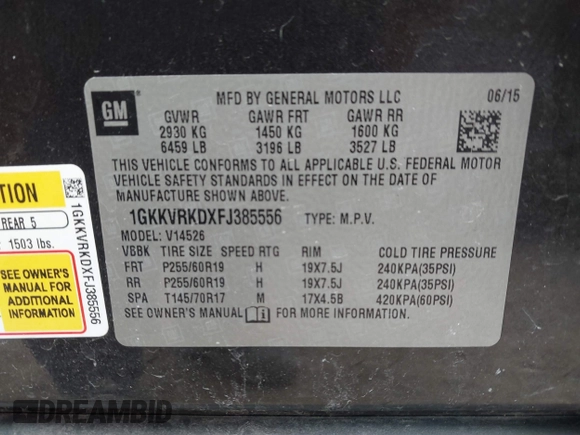 GM
MFD BY GENERAL MOTORS LLC
06/15
GVWR GAWR FRT GAWR RR
2930 KG 1450 KG 1600 KG
6459 LB 3196 LB 3527 LB
THIS VEHICLE CONFORMS TO ALL APPLICABLE U.S. FEDERAL MOTOR
VEHICLE SAFETY STANDARDS IN EFFECT ON THE DATE OF
MANUFACTURE SHOWN ABOVE.
1GKKVRKDXFJ385556 TYPE: M.P.V.
MODEL: V14526
VBBK TIRE SIZE SPEED RTG RIM COLD TIRE PRESSURE
FRT P255/60R19 H 19X7.5J 240KPA(35PSI)
RR P255/60R19 H 19X7.5J 240KPA(35PSI)
SPA T145/70R17 M 17X4.5B 420KPA(60PSI)
SEE OWNER'S MANUAL FOR MORE INFORMATION
REAR 5
1503 lbs.
SEE OWNER'S
MANUAL FOR
ADDITIONAL
INFORMATION
1GKKVRKDXFJ385556
DREAMBID